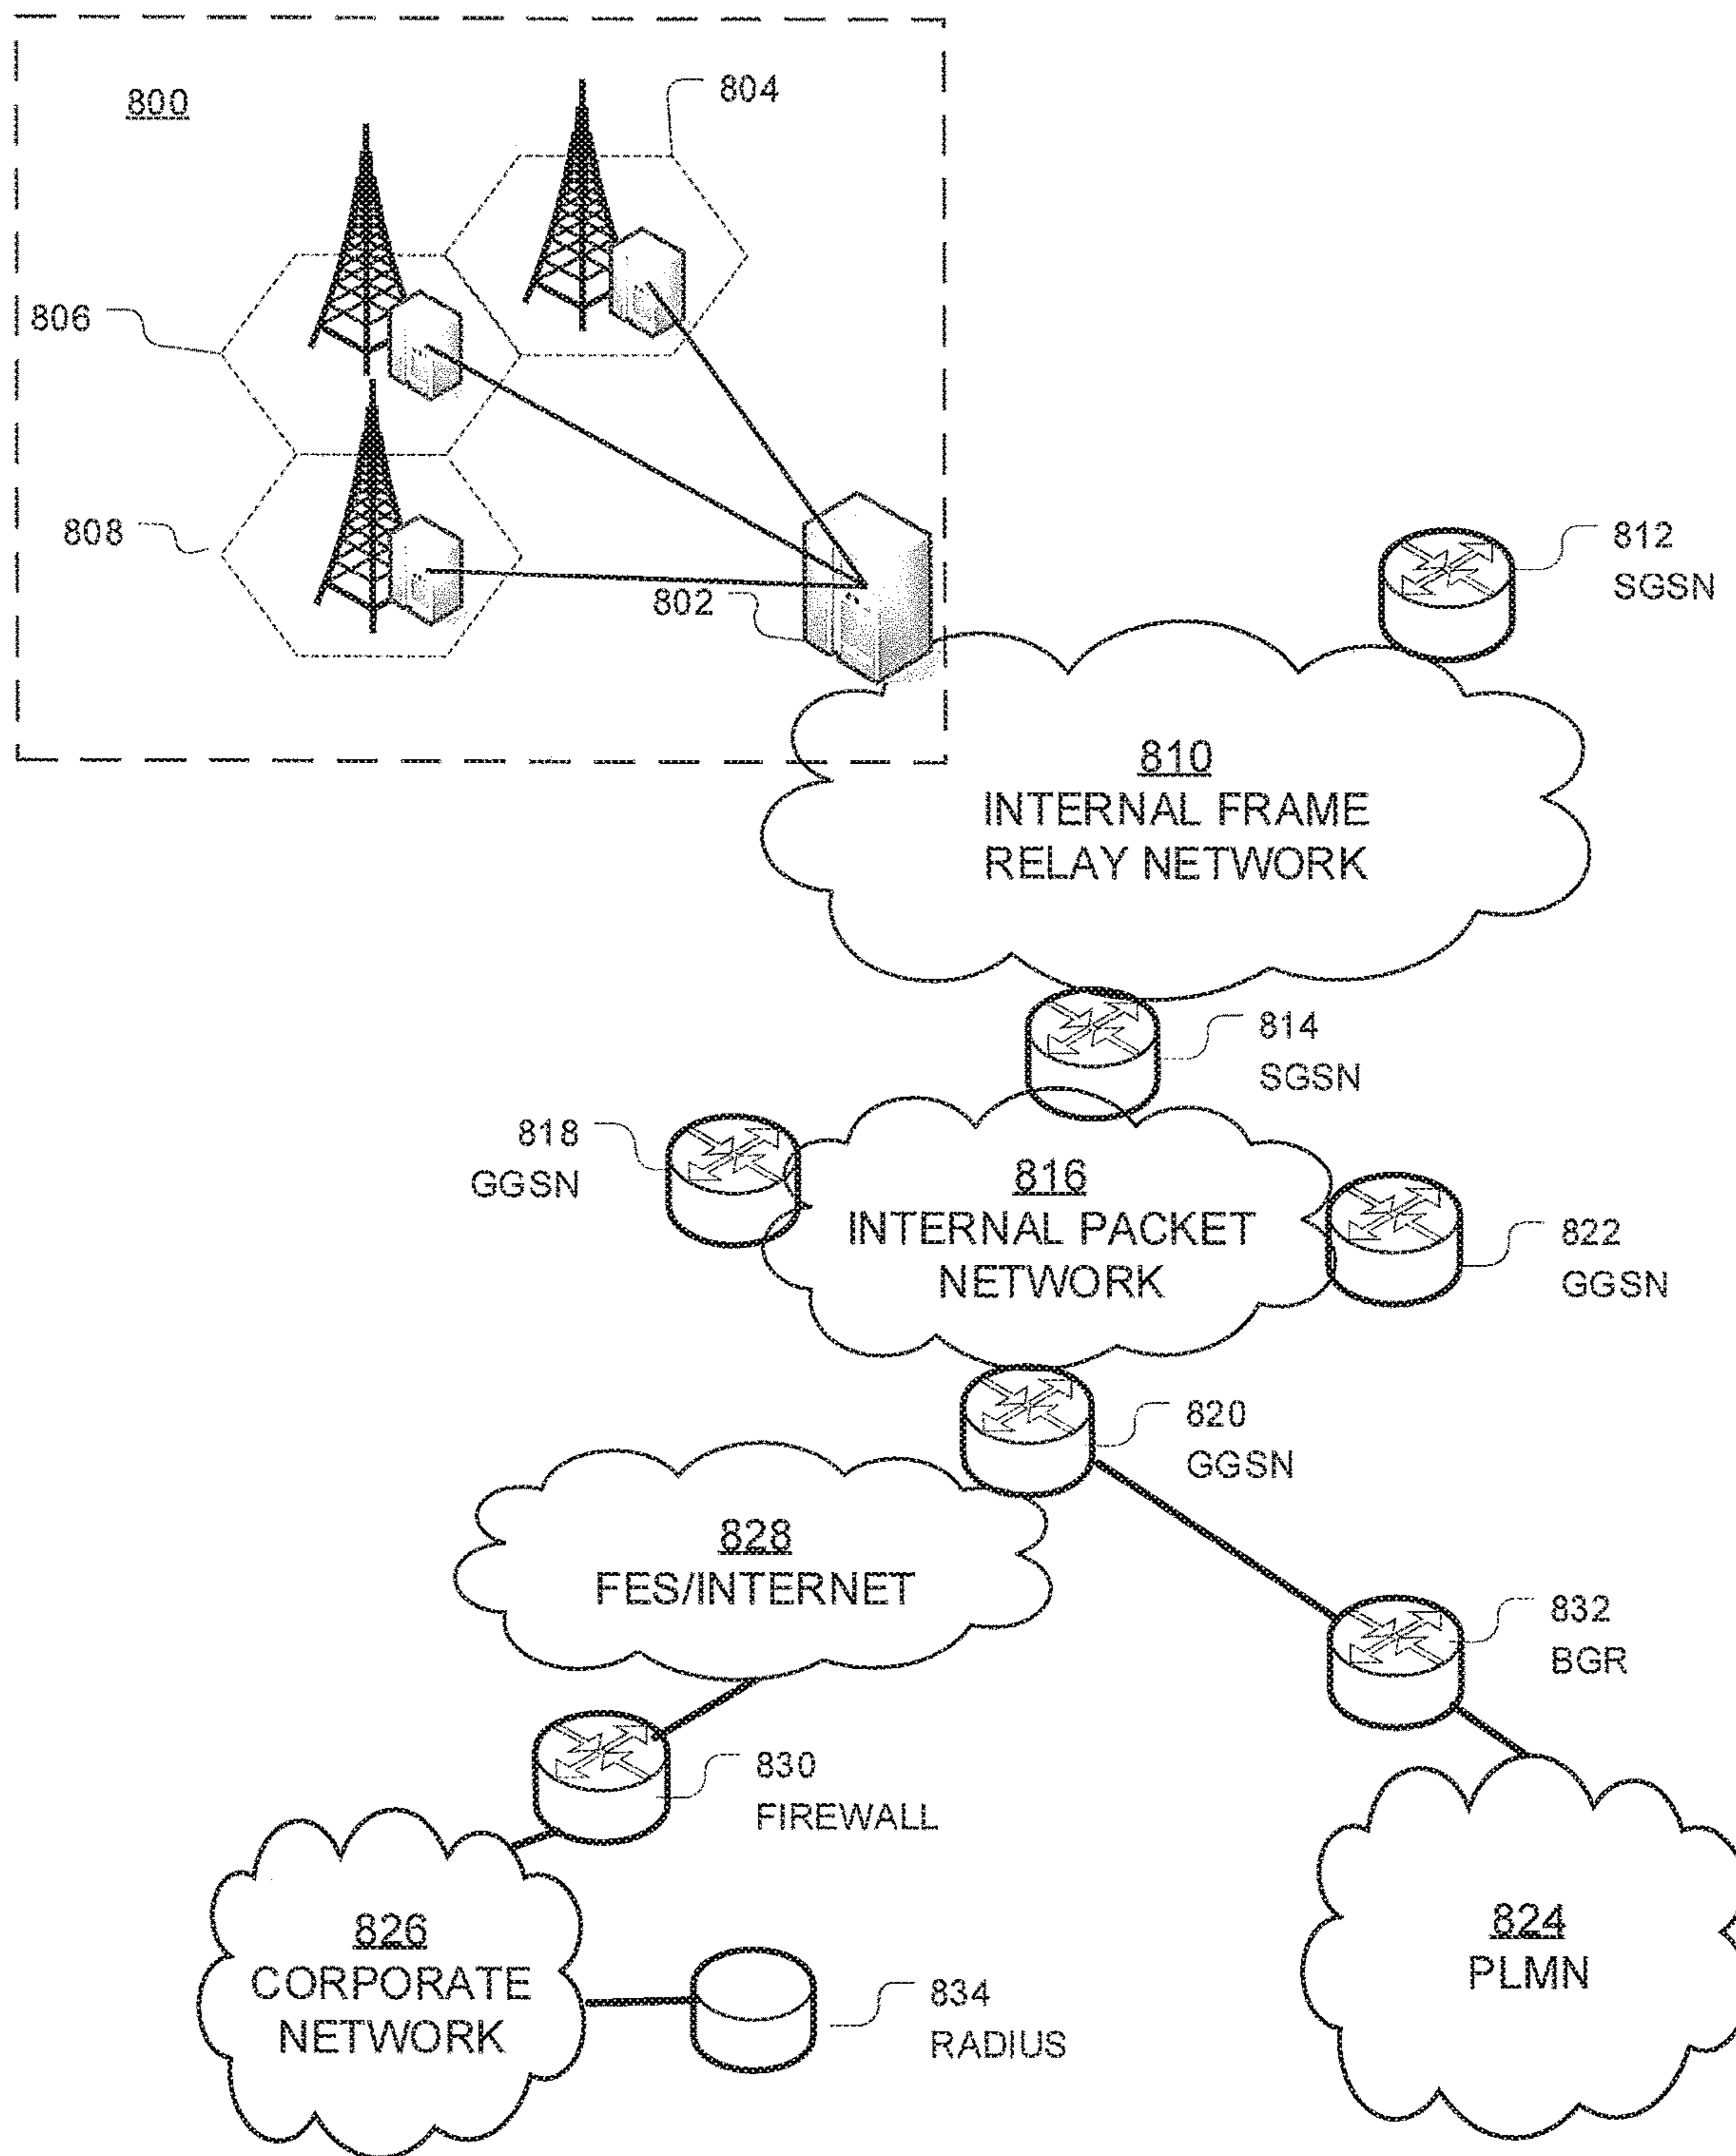 800
804
806
808
802
812
SGSN
810
INTERNAL FRAME
RELAY NETWORK
814
SGSN
818
GGSN
816
INTERNAL PACKET
NETWORK
822
GGSN
820
GGSN
828
FES/INTERNET
832
BGR
830
FIREWALL
826
CORPORATE
NETWORK
834
RADIUS
824
PLMN